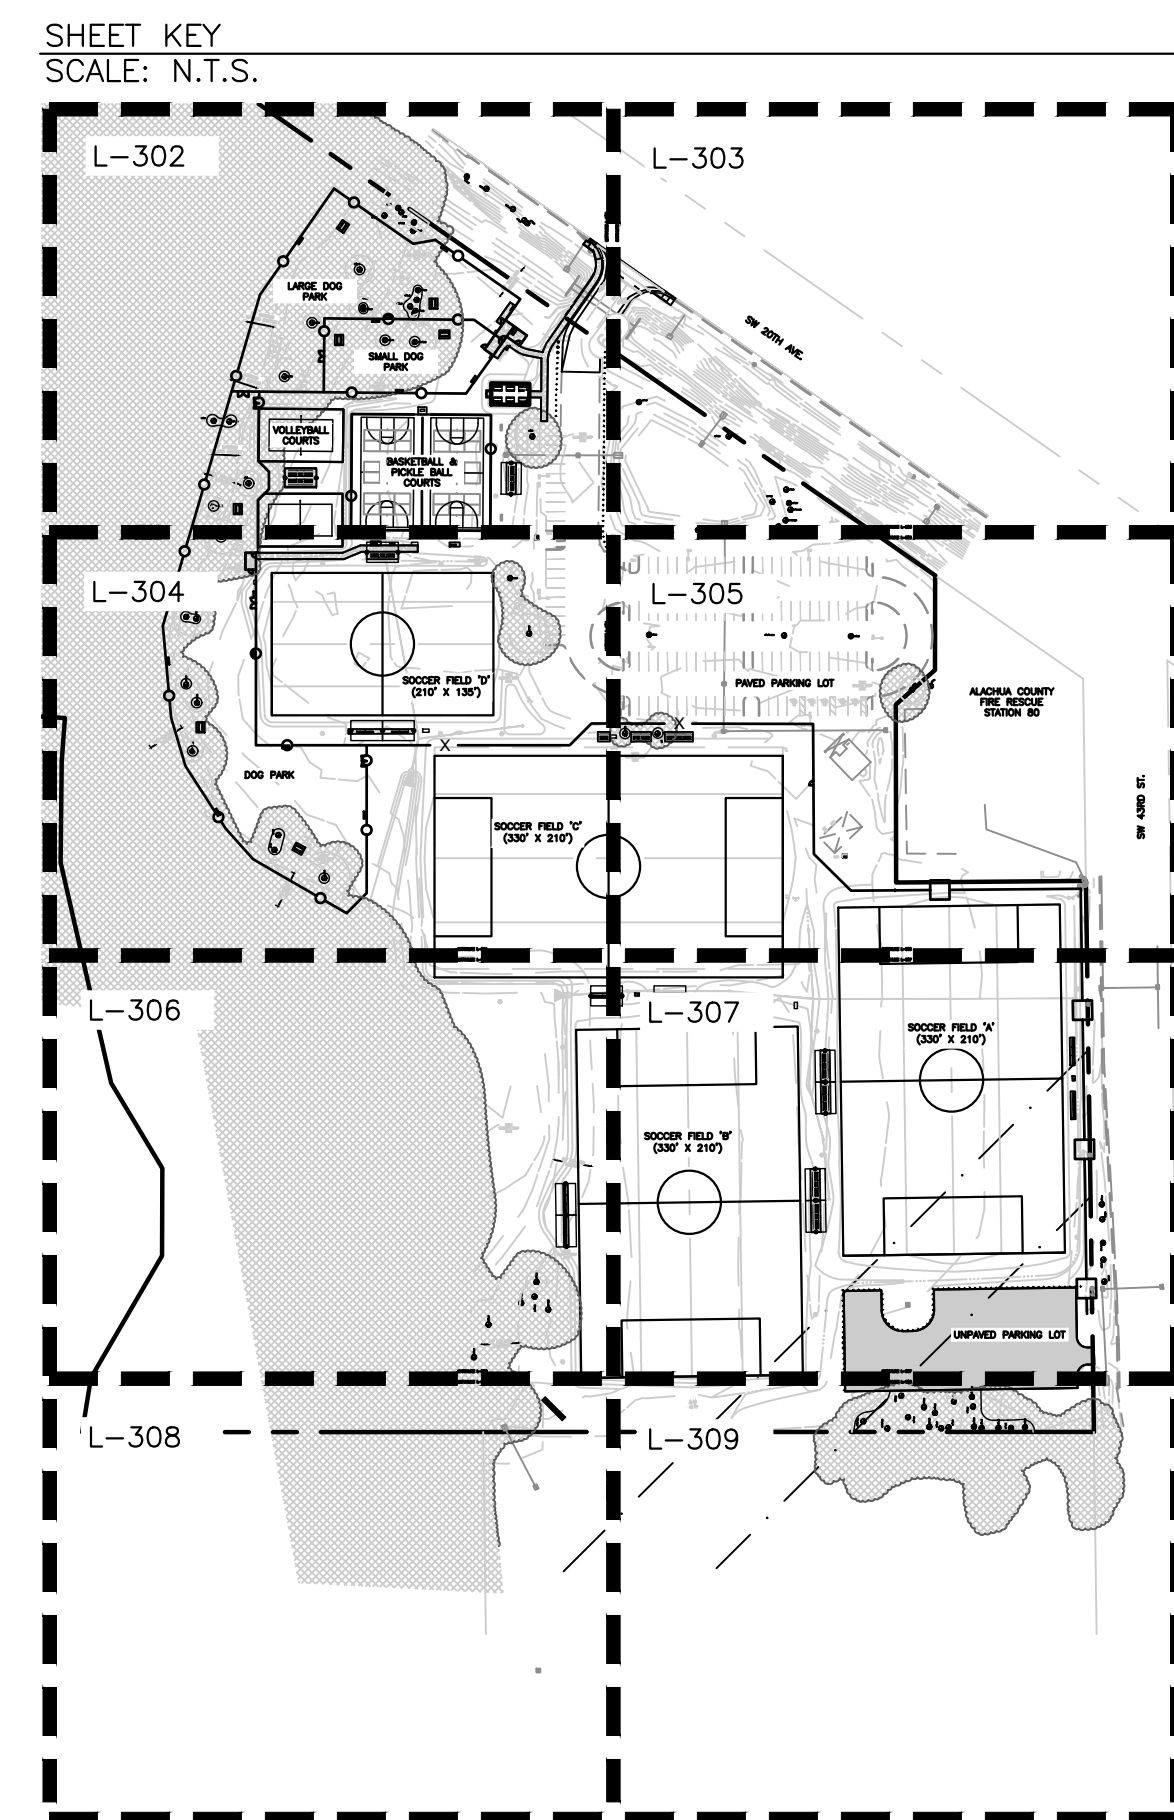 SHEET KEY
SCALE: N.T.S.
L-302
L-303
LARGE DOG
PARK
SW 20TH AVE.
SMALL DOG
PARK
VOLLEYBALL
COURTS
BASKETBALL &
PICKLE BALL
COURTS
L-304
L-305
SOCCER FIELD "D"
(210' X 135')
PAVED PARKING LOT
ALACHUA COUNTY
FIRE RESCUE
STATION 80
X
X
DOG PARK
SW 43RD ST.
SOCCER FIELD "C"
(330' X 210')
L-306
L-307
SOCCER FIELD "A"
(330' X 210')
SOCCER FIELD "B"
(330' X 210')
UNPAVED PARKING LOT
L-308
L-309